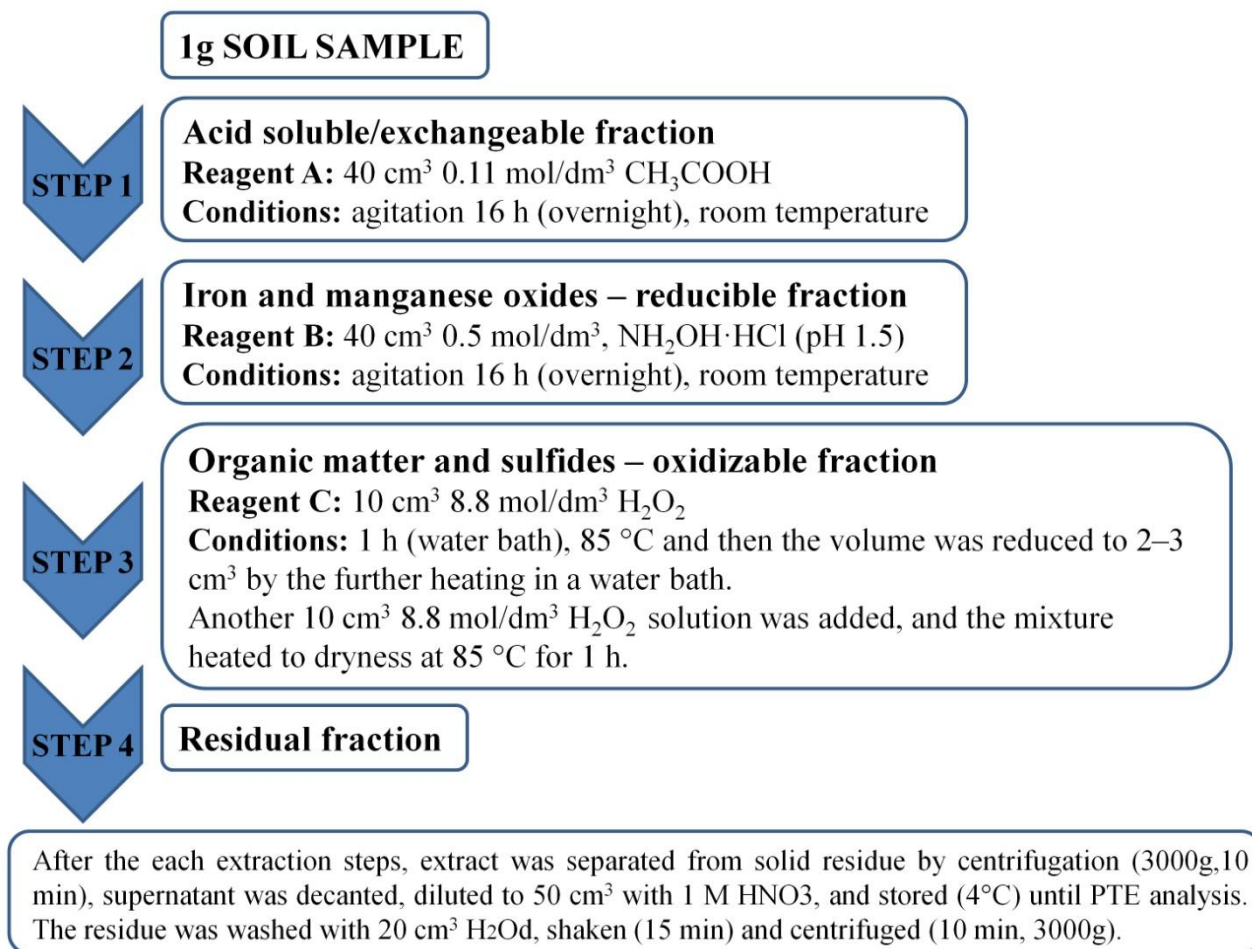 1g SOIL SAMPLE
STEP 1
Acid soluble/exchangeable fraction
Reagent A: 40 cm³ 0.11 mol/dm³ CH₃COOH
Conditions: agitation 16 h (overnight), room temperature
STEP 2
Iron and manganese oxides – reducible fraction
Reagent B: 40 cm³ 0.5 mol/dm³, NH₂OH·HCl (pH 1.5)
Conditions: agitation 16 h (overnight), room temperature
STEP 3
Organic matter and sulfides – oxidizable fraction
Reagent C: 10 cm³ 8.8 mol/dm³ H₂O₂
Conditions: 1 h (water bath), 85 °C and then the volume was reduced to 2–3
cm³ by the further heating in a water bath.
Another 10 cm³ 8.8 mol/dm³ H₂O₂ solution was added, and the mixture
heated to dryness at 85 °C for 1 h.
STEP 4
Residual fraction
After the each extraction steps, extract was separated from solid residue by centrifugation (3000g,10
min), supernatant was decanted, diluted to 50 cm³ with 1 M HNO3, and stored (4°C) until PTE analysis.
The residue was washed with 20 cm³ H₂Od, shaken (15 min) and centrifuged (10 min, 3000g).